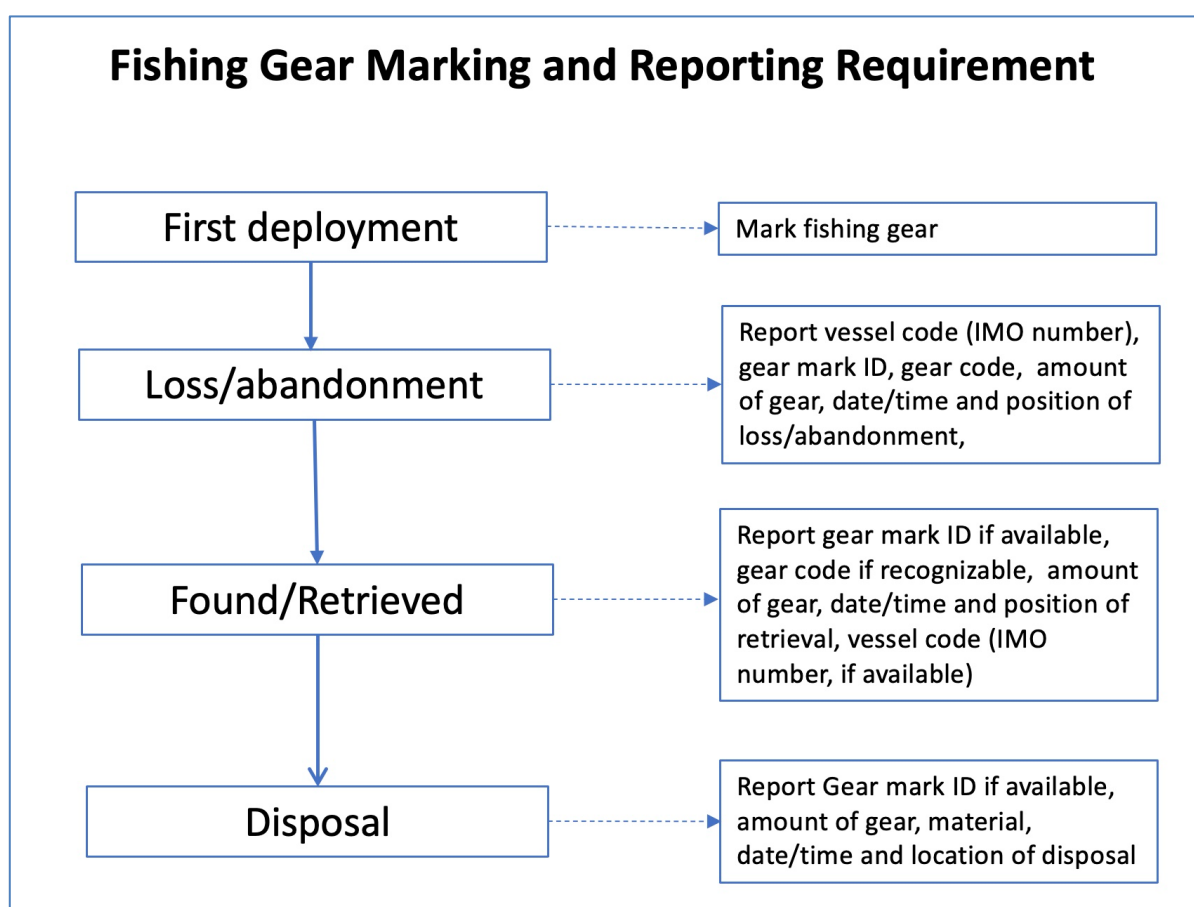 Fishing Gear Marking and Reporting Requirement
First deployment
Mark fishing gear
Loss/abandonment
Report vessel code (IMO number),
gear mark ID, gear code,  amount
of gear, date/time and position of
loss/abandonment,
Found/Retrieved
Report gear mark ID if available,
gear code if recognizable,  amount
of gear, date/time and position of
retrieval, vessel code (IMO
number, if available)
Disposal
Report Gear mark ID if available,
amount of gear, material,
date/time and location of disposal